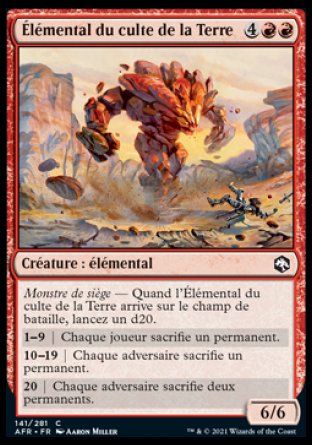 Élémental du culte de la Terre 4
Créature : élémental
Monstre de siège — Quand l'Élémental du
culte de la Terre arrive sur le champ de
bataille, lancez un d20.
1–9 | Chaque joueur sacrifie un permanent.
10–19 | Chaque adversaire sacrifie un
permanent.
20 | Chaque adversaire sacrifie deux
permanents.
6/6
141/281 C
AFR • FR Aaron Miller
™ & © 2021 Wizards of the Coast